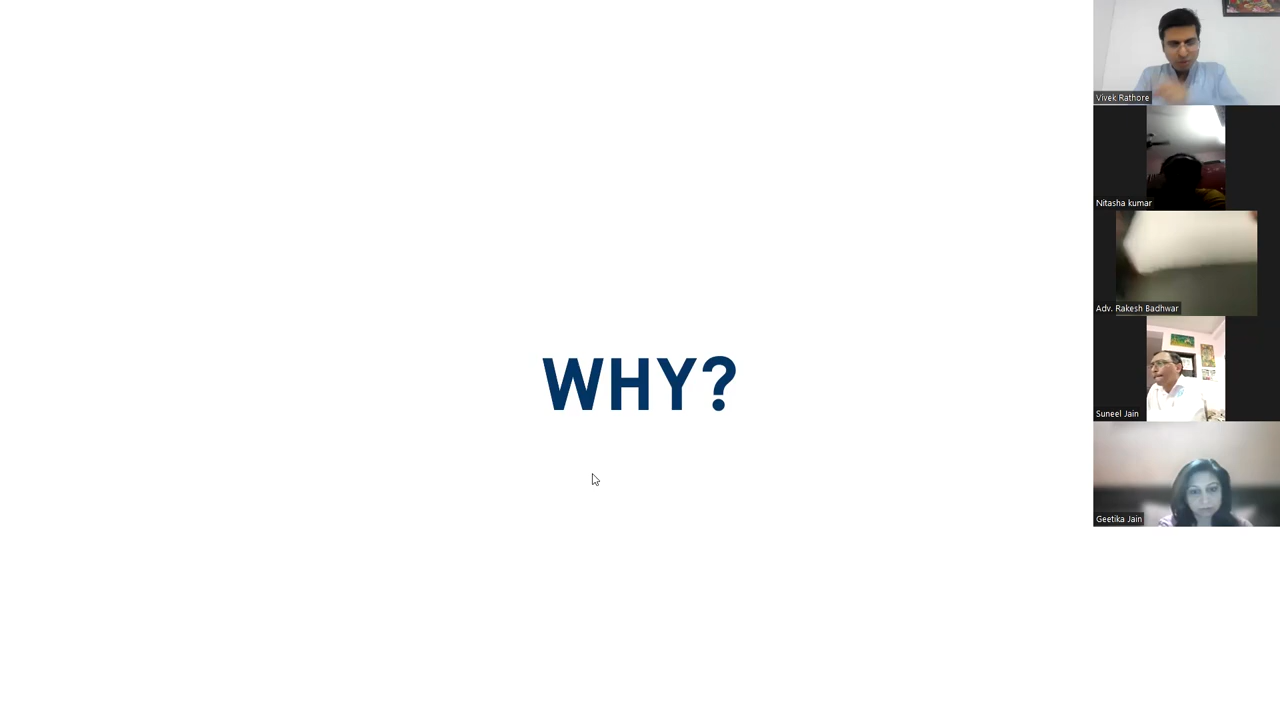 WHY?
Vivek Rathore
Nitasha kumar
Adv. Rakesh Badhwar
Suneel Jain
Geetika Jain